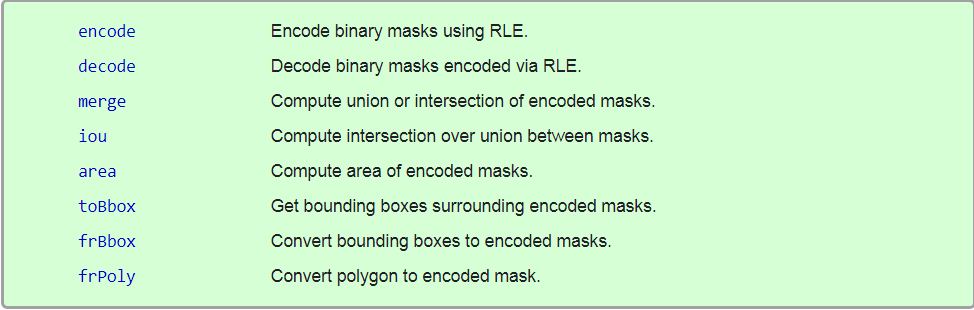 encode Encode binary masks using RLE.
decode Decode binary masks encoded via RLE.
merge Compute union or intersection of encoded masks.
iou Compute intersection over union between masks.
area Compute area of encoded masks.
toBbox Get bounding boxes surrounding encoded masks.
frBbox Convert bounding boxes to encoded masks.
frPoly Convert polygon to encoded mask.